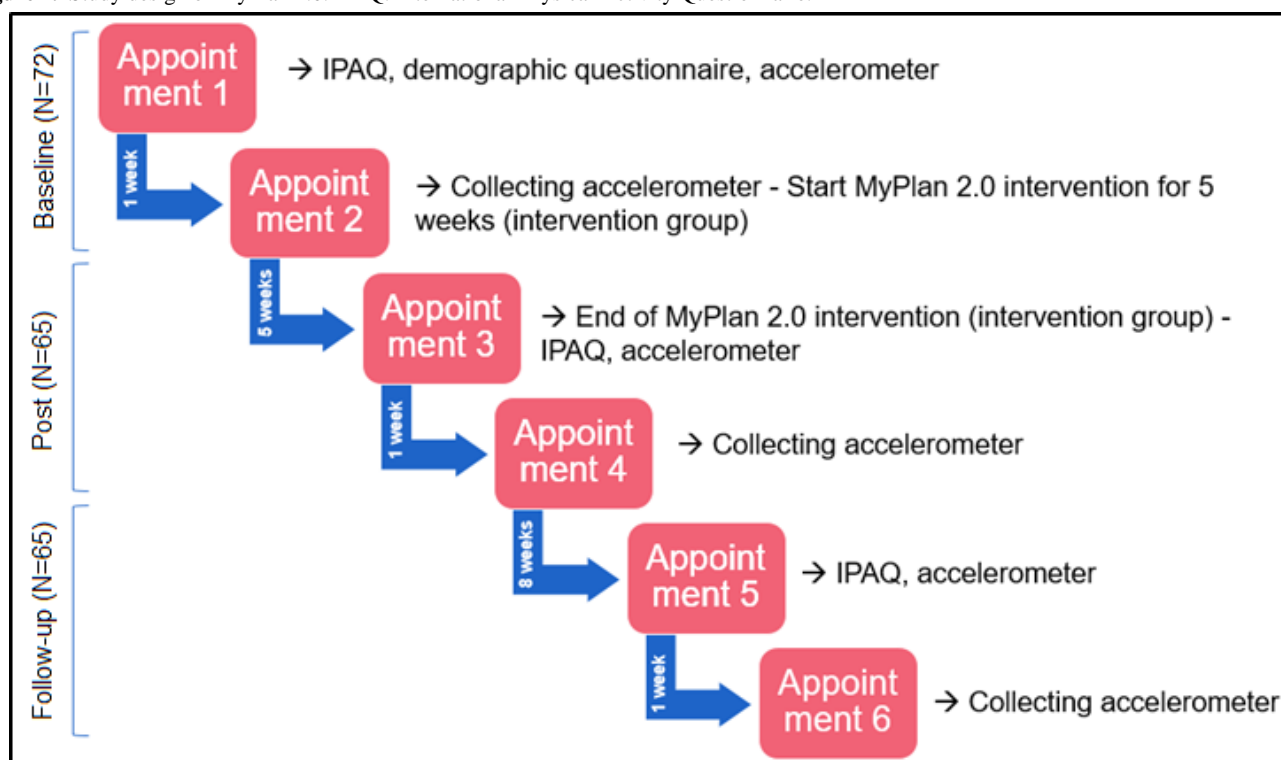 Baseline (N=72)
Appoint
ment 1
→ IPAQ, demographic questionnaire, accelerometer
1 week
Appoint
ment 2
→ Collecting accelerometer - Start MyPlan 2.0 intervention for 5
weeks (intervention group)
5 weeks
Post (N=65)
Appoint
ment 3
→ End of MyPlan 2.0 intervention (intervention group) -
IPAQ, accelerometer
1 week
Appoint
ment 4
→ Collecting accelerometer
8 weeks
Follow-up (N=65)
Appoint
ment 5
→ IPAQ, accelerometer
1 week
Appoint
ment 6
→ Collecting accelerometer